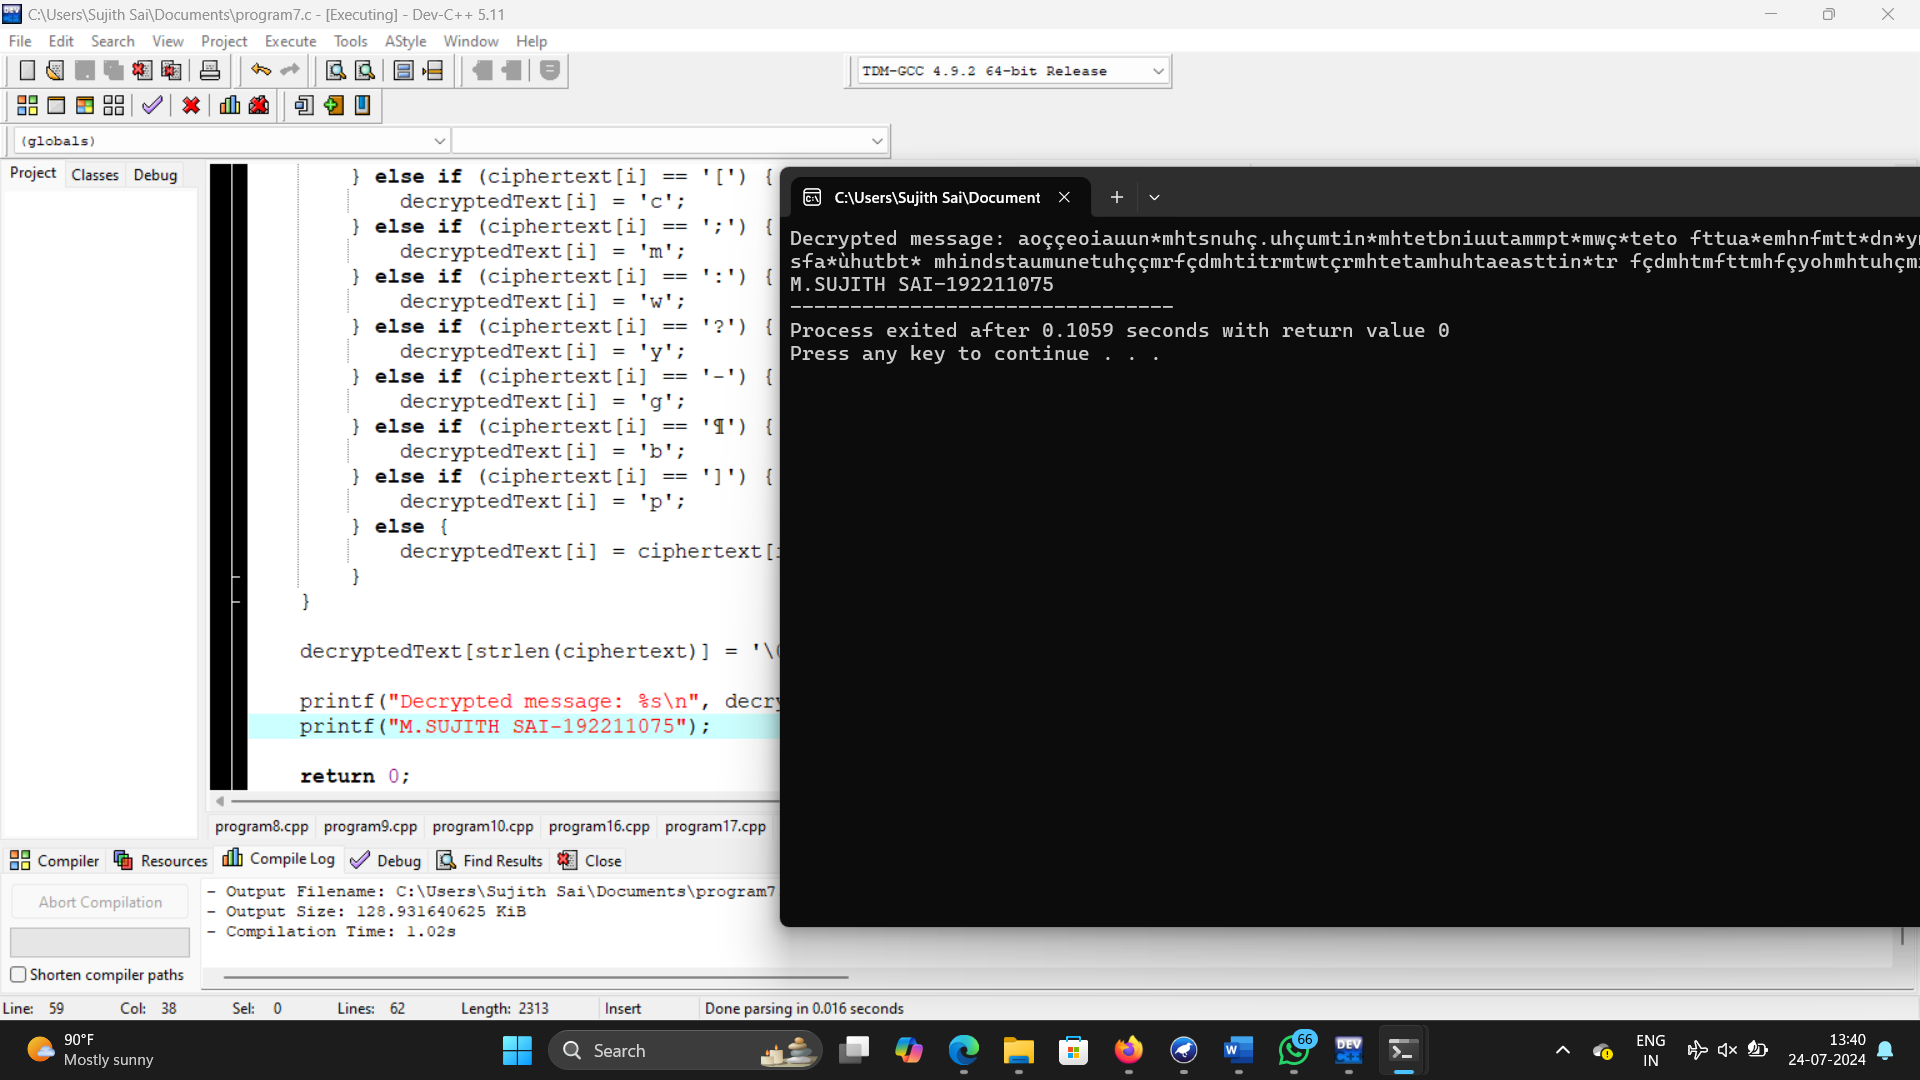 C:\Users\Sujith Sai\Documents\program7.c - [Executing] - Dev-C++ 5.11
File Edit Search View Project Execute Tools AStyle Window Help
TDM-GCC 4.9.2 64-bit Release
(globals)
Project Classes Debug
} else if (ciphertext[i] == '[') {
decryptedText[i] = 'c';
} else if (ciphertext[i] == ';') {
decryptedText[i] = 'm';
} else if (ciphertext[i] == ':') {
decryptedText[i] = 'w';
} else if (ciphertext[i] == '?') {
decryptedText[i] = 'y';
} else if (ciphertext[i] == '-') {
decryptedText[i] = 'g';
} else if (ciphertext[i] == '¶') {
decryptedText[i] = 'b';
} else if (ciphertext[i] == ']') {
decryptedText[i] = 'p';
} else {
decryptedText[i] = ciphertext[
}
}
decryptedText[strlen(ciphertext)] = '\
printf("Decrypted message: %s\n", decry
printf("M.SUJITH SAI-192211075");
return 0;
C:\Users\Sujith Sai\Document
Decrypted message: aoççeoiauun*mhtsnuhç.uhçumtin*mhtetbniuutammpt*mwç*teto fttua*emhnfmtt*dn*y
sfa*ùhutbt* mhindstaumunetuhççmrfçdmhtitrmtwtçrmhtetamhuhtaeasttin*tr fçdmhtmfttmhfçyohmhtuhçm
M.SUJITH SAI-192211075
--------------------------------
Process exited after 0.1059 seconds with return value 0
Press any key to continue . . .
program8.cpp program9.cpp program10.cpp program16.cpp program17.cpp
Compiler Resources Compile Log Debug Find Results Close
Abort Compilation
Shorten compiler paths
- Output Filename: C:\Users\Sujith Sai\Documents\program7
- Output Size: 128.931640625 KiB
- Compilation Time: 1.02s
Line: 59 Col: 38 Sel: 0 Lines: 62 Length: 2313 Insert Done parsing in 0.016 seconds
90°F
Mostly sunny
Search
66
DEV
C++
ENG
IN
13:40
24-07-2024